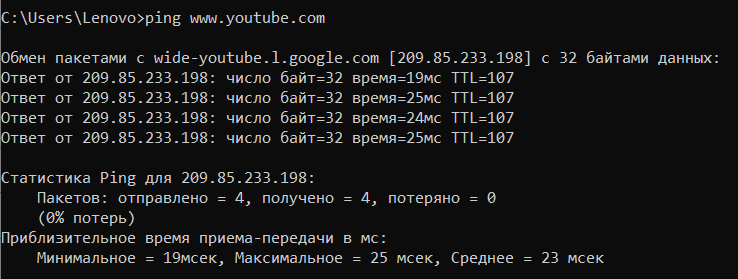 C:\Users\Lenovo>ping www.youtube.com
Обмен пакетами с wide-youtube.l.google.com [209.85.233.198] с 32 байтами данных:
Ответ от 209.85.233.198: число байт=32 время=19мс TTL=107
Ответ от 209.85.233.198: число байт=32 время=25мс TTL=107
Ответ от 209.85.233.198: число байт=32 время=24мс TTL=107
Ответ от 209.85.233.198: число байт=32 время=25мс TTL=107
Статистика Ping для 209.85.233.198:
Пакетов: отправлено = 4, получено = 4, потеряно = 0
(0% потерь)
Приблизительное время приема-передачи в мс:
Минимальное = 19мсек, Максимальное = 25 мсек, Среднее = 23 мсек